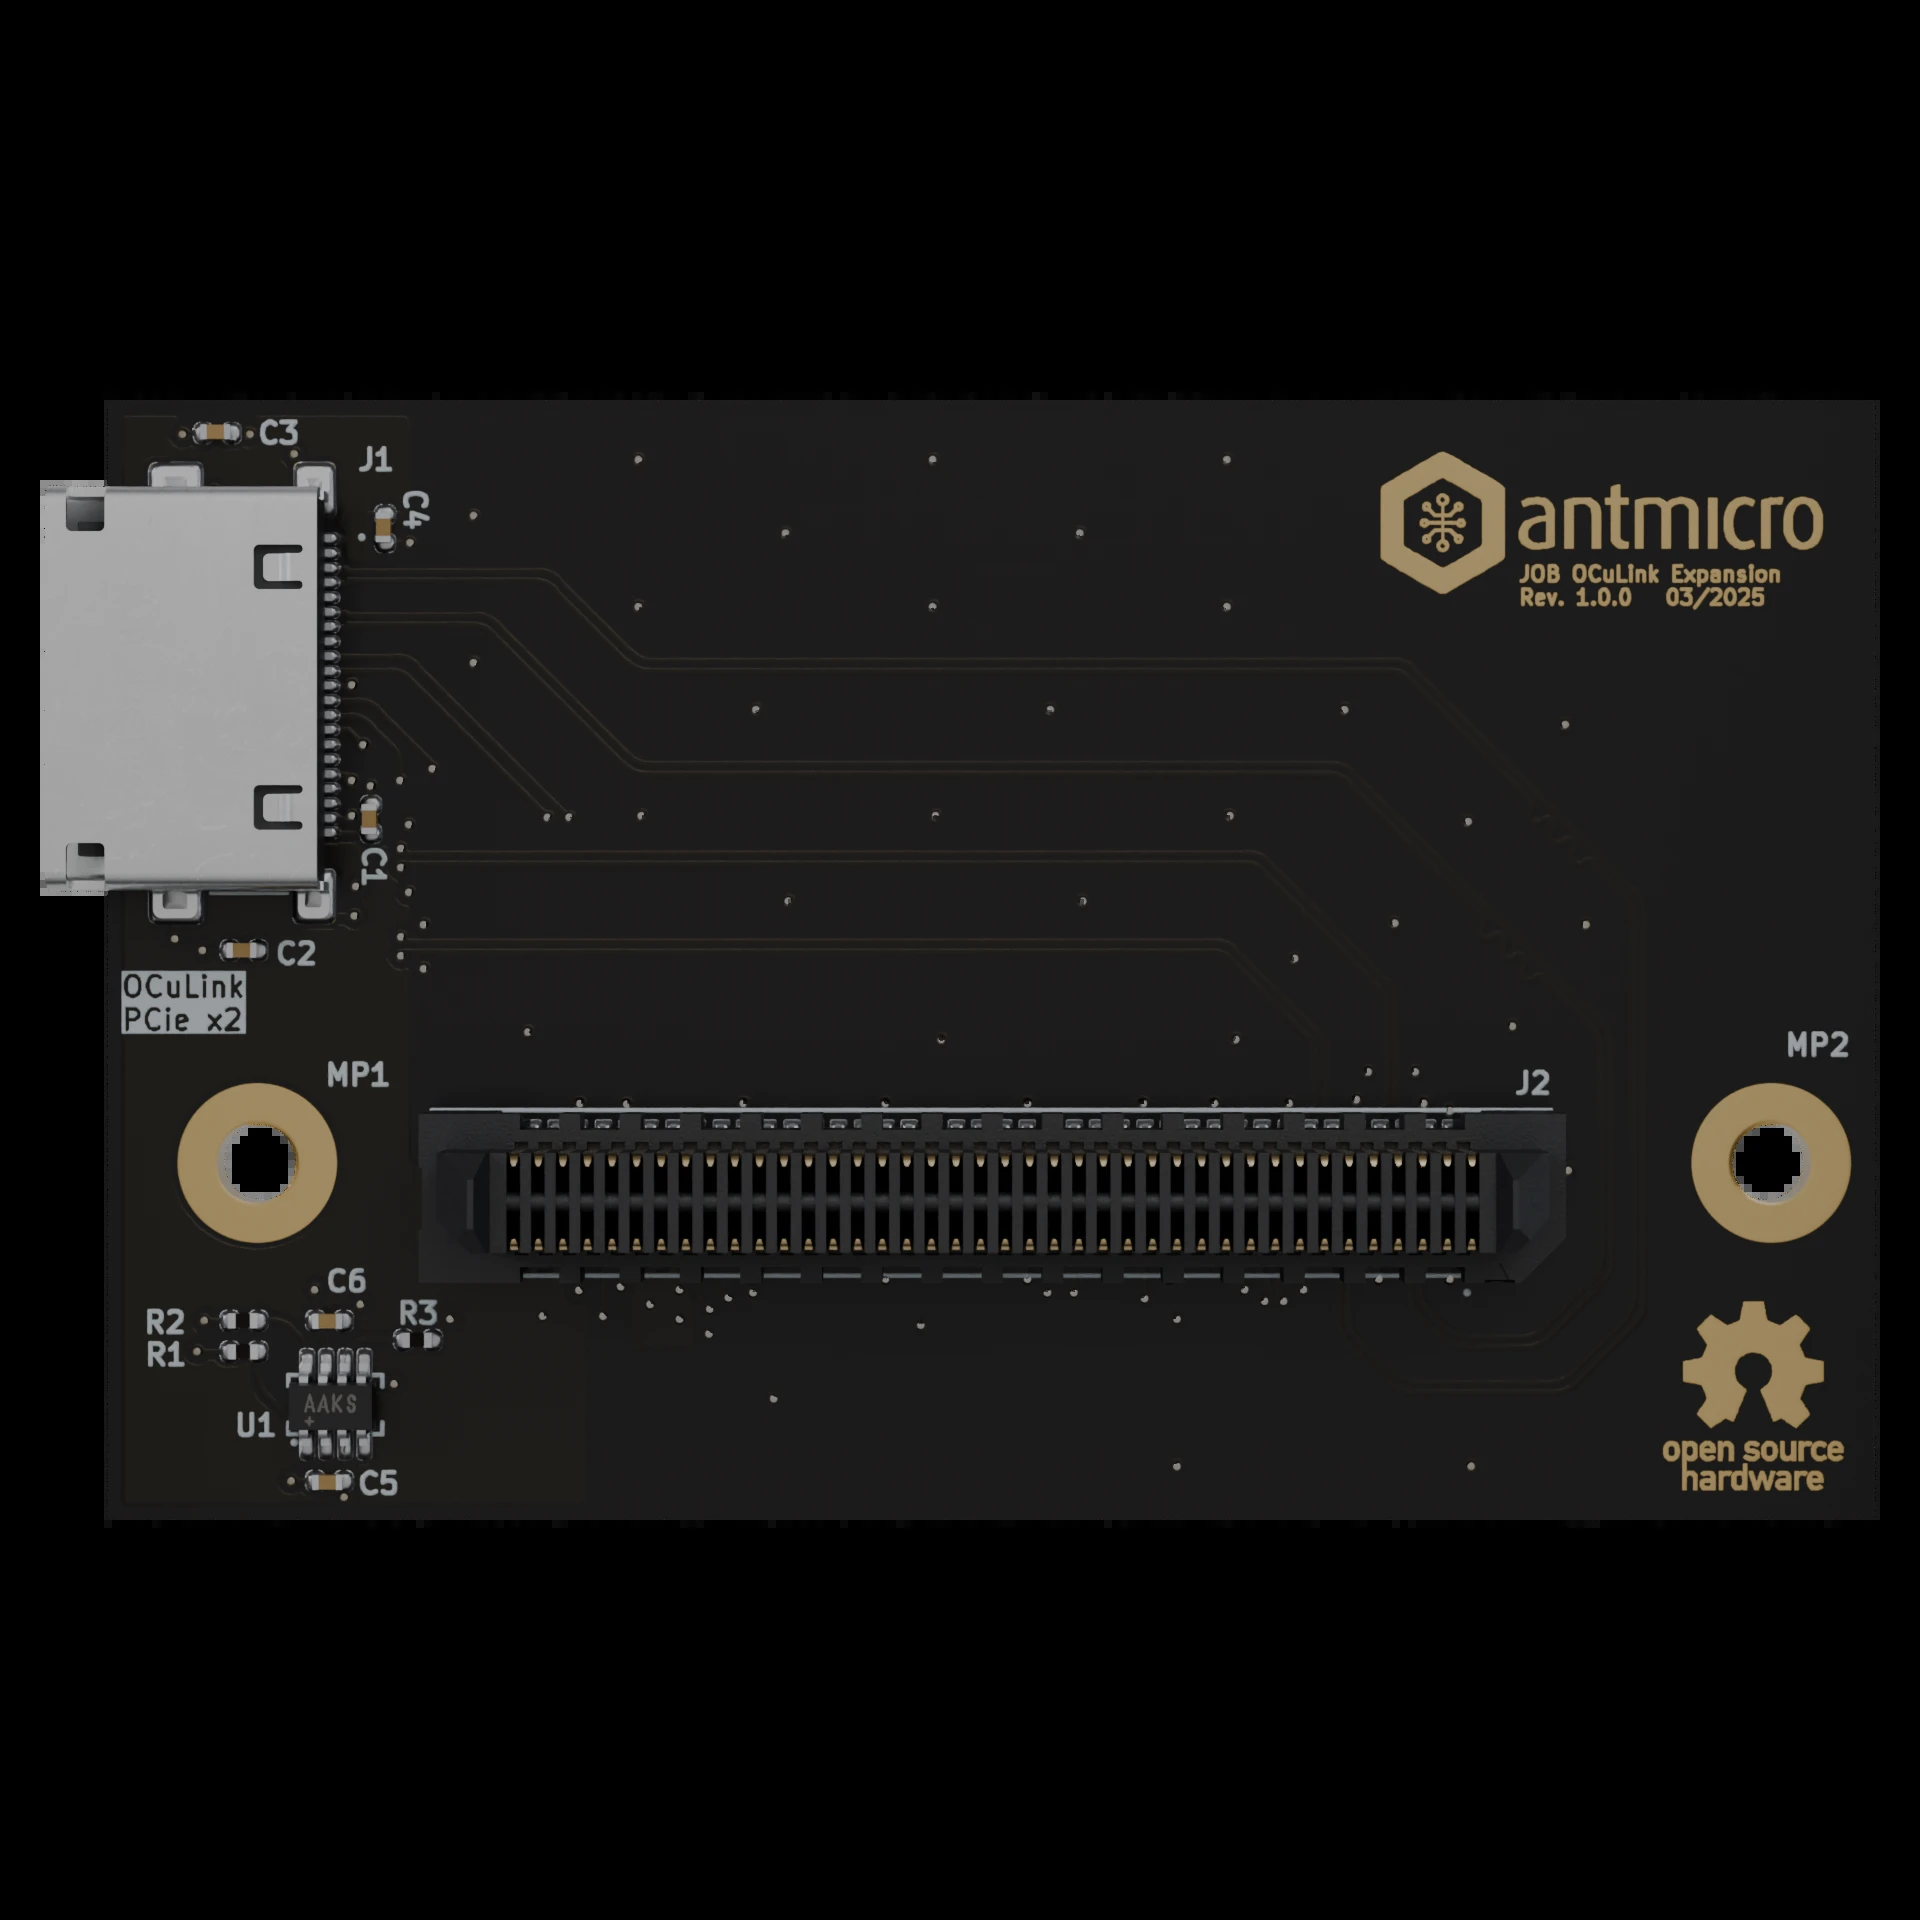 C3
J1
C4
antmicro
JOB OCuLink Expansion
Rev. 1.0.0 03/2025
C1
C2
OCuLink
PCie x2
MP1
MP2
J2
C6
R2
R3
R1
AAKS
+
U1
C5
open source
hardware